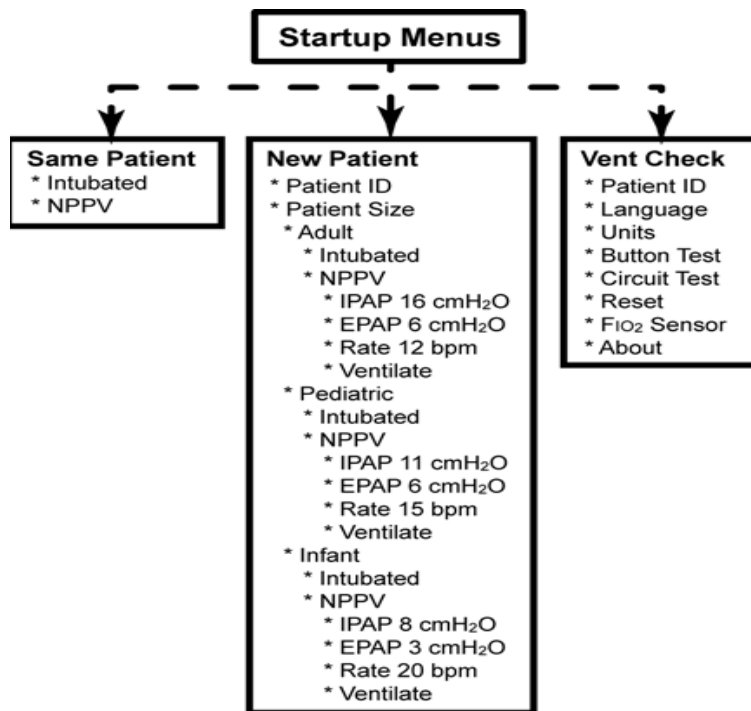 Startup Menus
Same Patient
* Intubated
* NPPV
New Patient
* Patient ID
* Patient Size
* Adult
* Intubated
* NPPV
* IPAP 16 cmH₂O
* EPAP 6 cmH₂O
* Rate 12 bpm
* Ventilate
* Pediatric
* Intubated
* NPPV
* IPAP 11 cmH₂O
* EPAP 6 cmH₂O
* Rate 15 bpm
* Ventilate
* Infant
* Intubated
* NPPV
* IPAP 8 cmH₂O
* EPAP 3 cmH₂O
* Rate 20 bpm
* Ventilate
Vent Check
* Patient ID
* Language
* Units
* Button Test
* Circuit Test
* Reset
* FIO₂ Sensor
* About